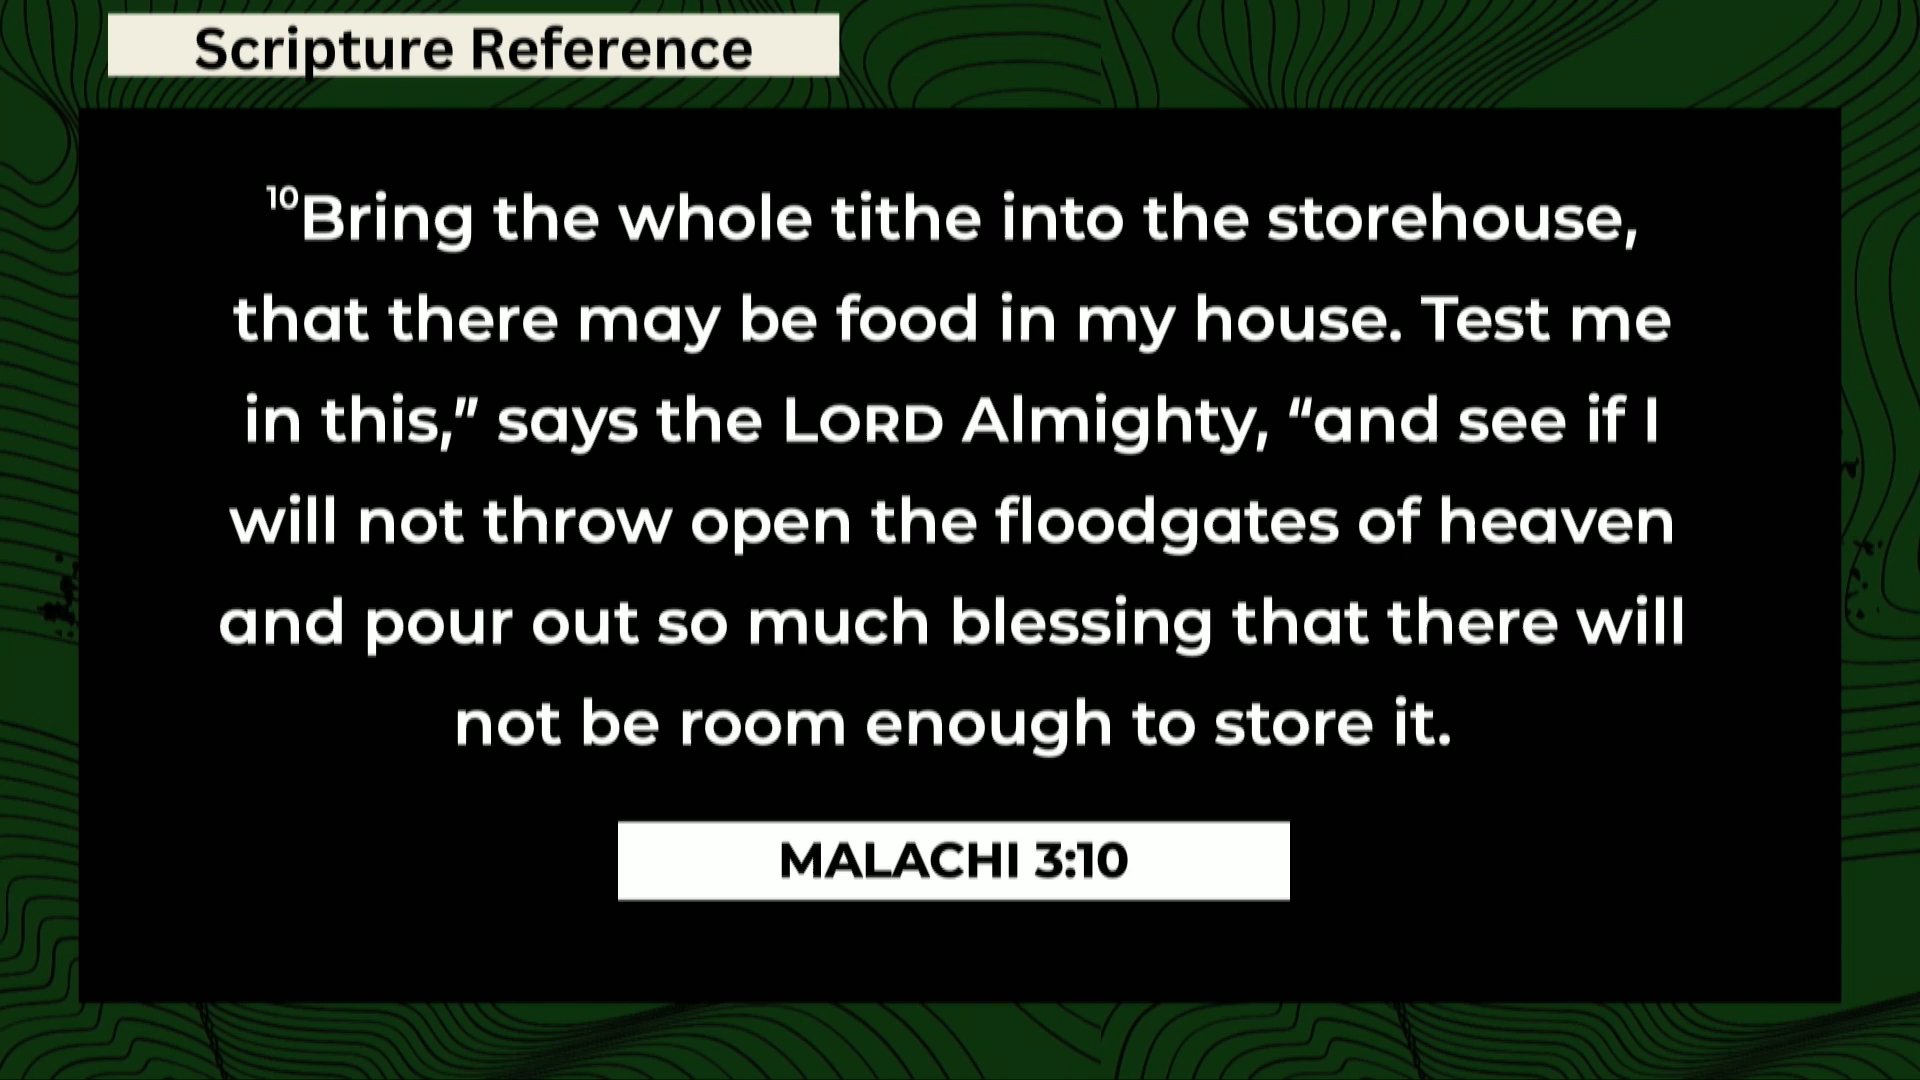 Scripture Reference
¹⁰Bring the whole tithe into the storehouse,
that there may be food in my house. Test me
in this,” says the LORD Almighty, “and see if I
will not throw open the floodgates of heaven
and pour out so much blessing that there will
not be room enough to store it.
MALACHI 3:10